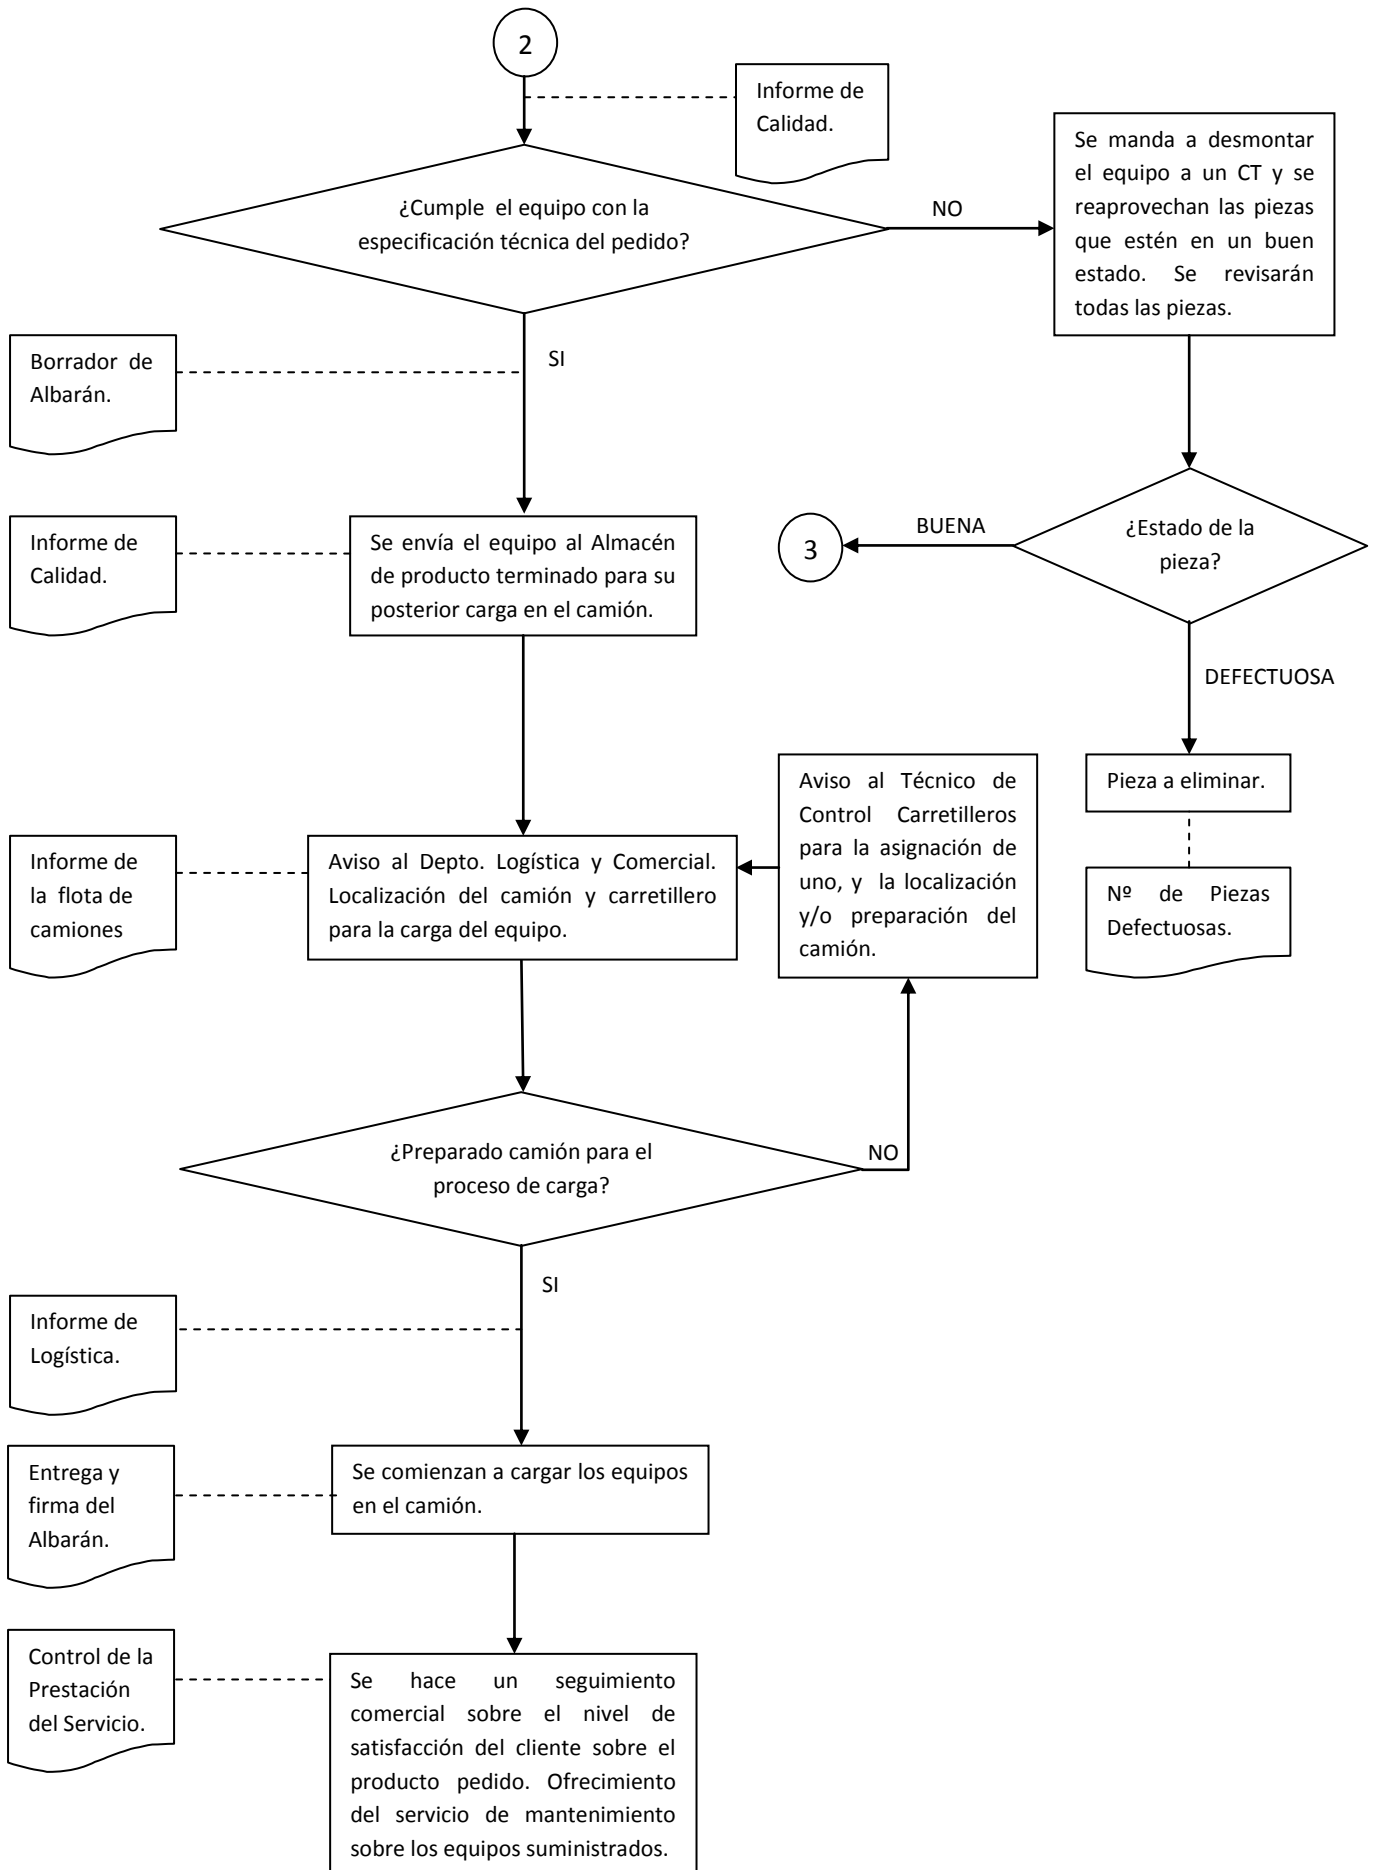 2
Informe de
Calidad.
¿Cumple el equipo con la
especificación técnica del pedido?
NO
Se manda a desmontar
el equipo a un CT y se
reaprovechan las piezas
que estén en un buen
estado. Se revisarán
todas las piezas.
SI
Borrador de
Albarán.
Informe de
Calidad.
Se envía el equipo al Almacén
de producto terminado para su
posterior carga en el camión.
3
BUENA
¿Estado de la
pieza?
DEFECTUOSA
Pieza a eliminar.
Nº de Piezas
Defectuosas.
Informe de
la flota de
camiones
Aviso al Depto. Logística y Comercial.
Localización del camión y carretillero
para la carga del equipo.
Aviso al Técnico de
Control Carretilleros
para la asignación de
uno, y la localización
y/o preparación del
camión.
¿Preparado camión para el
proceso de carga?
NO
SI
Informe de
Logística.
Entrega y
firma del
Albarán.
Se comienzan a cargar los equipos
en el camión.
Control de la
Prestación
del Servicio.
Se hace un seguimiento
comercial sobre el nivel de
satisfacción del cliente sobre el
producto pedido. Ofrecimiento
del servicio de mantenimiento
sobre los equipos suministrados.